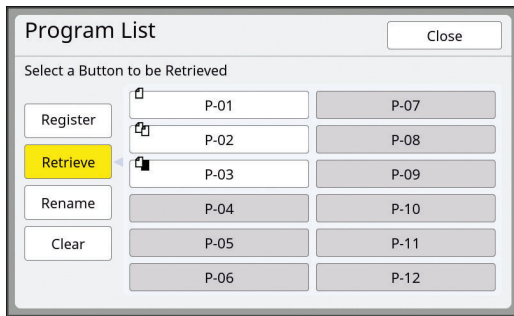 Program List
Close
Select a Button to be Retrieved
Register
Retrieve
Rename
Clear
P-01
P-02
P-03
P-04
P-05
P-06
P-07
P-08
P-09
P-10
P-11
P-12